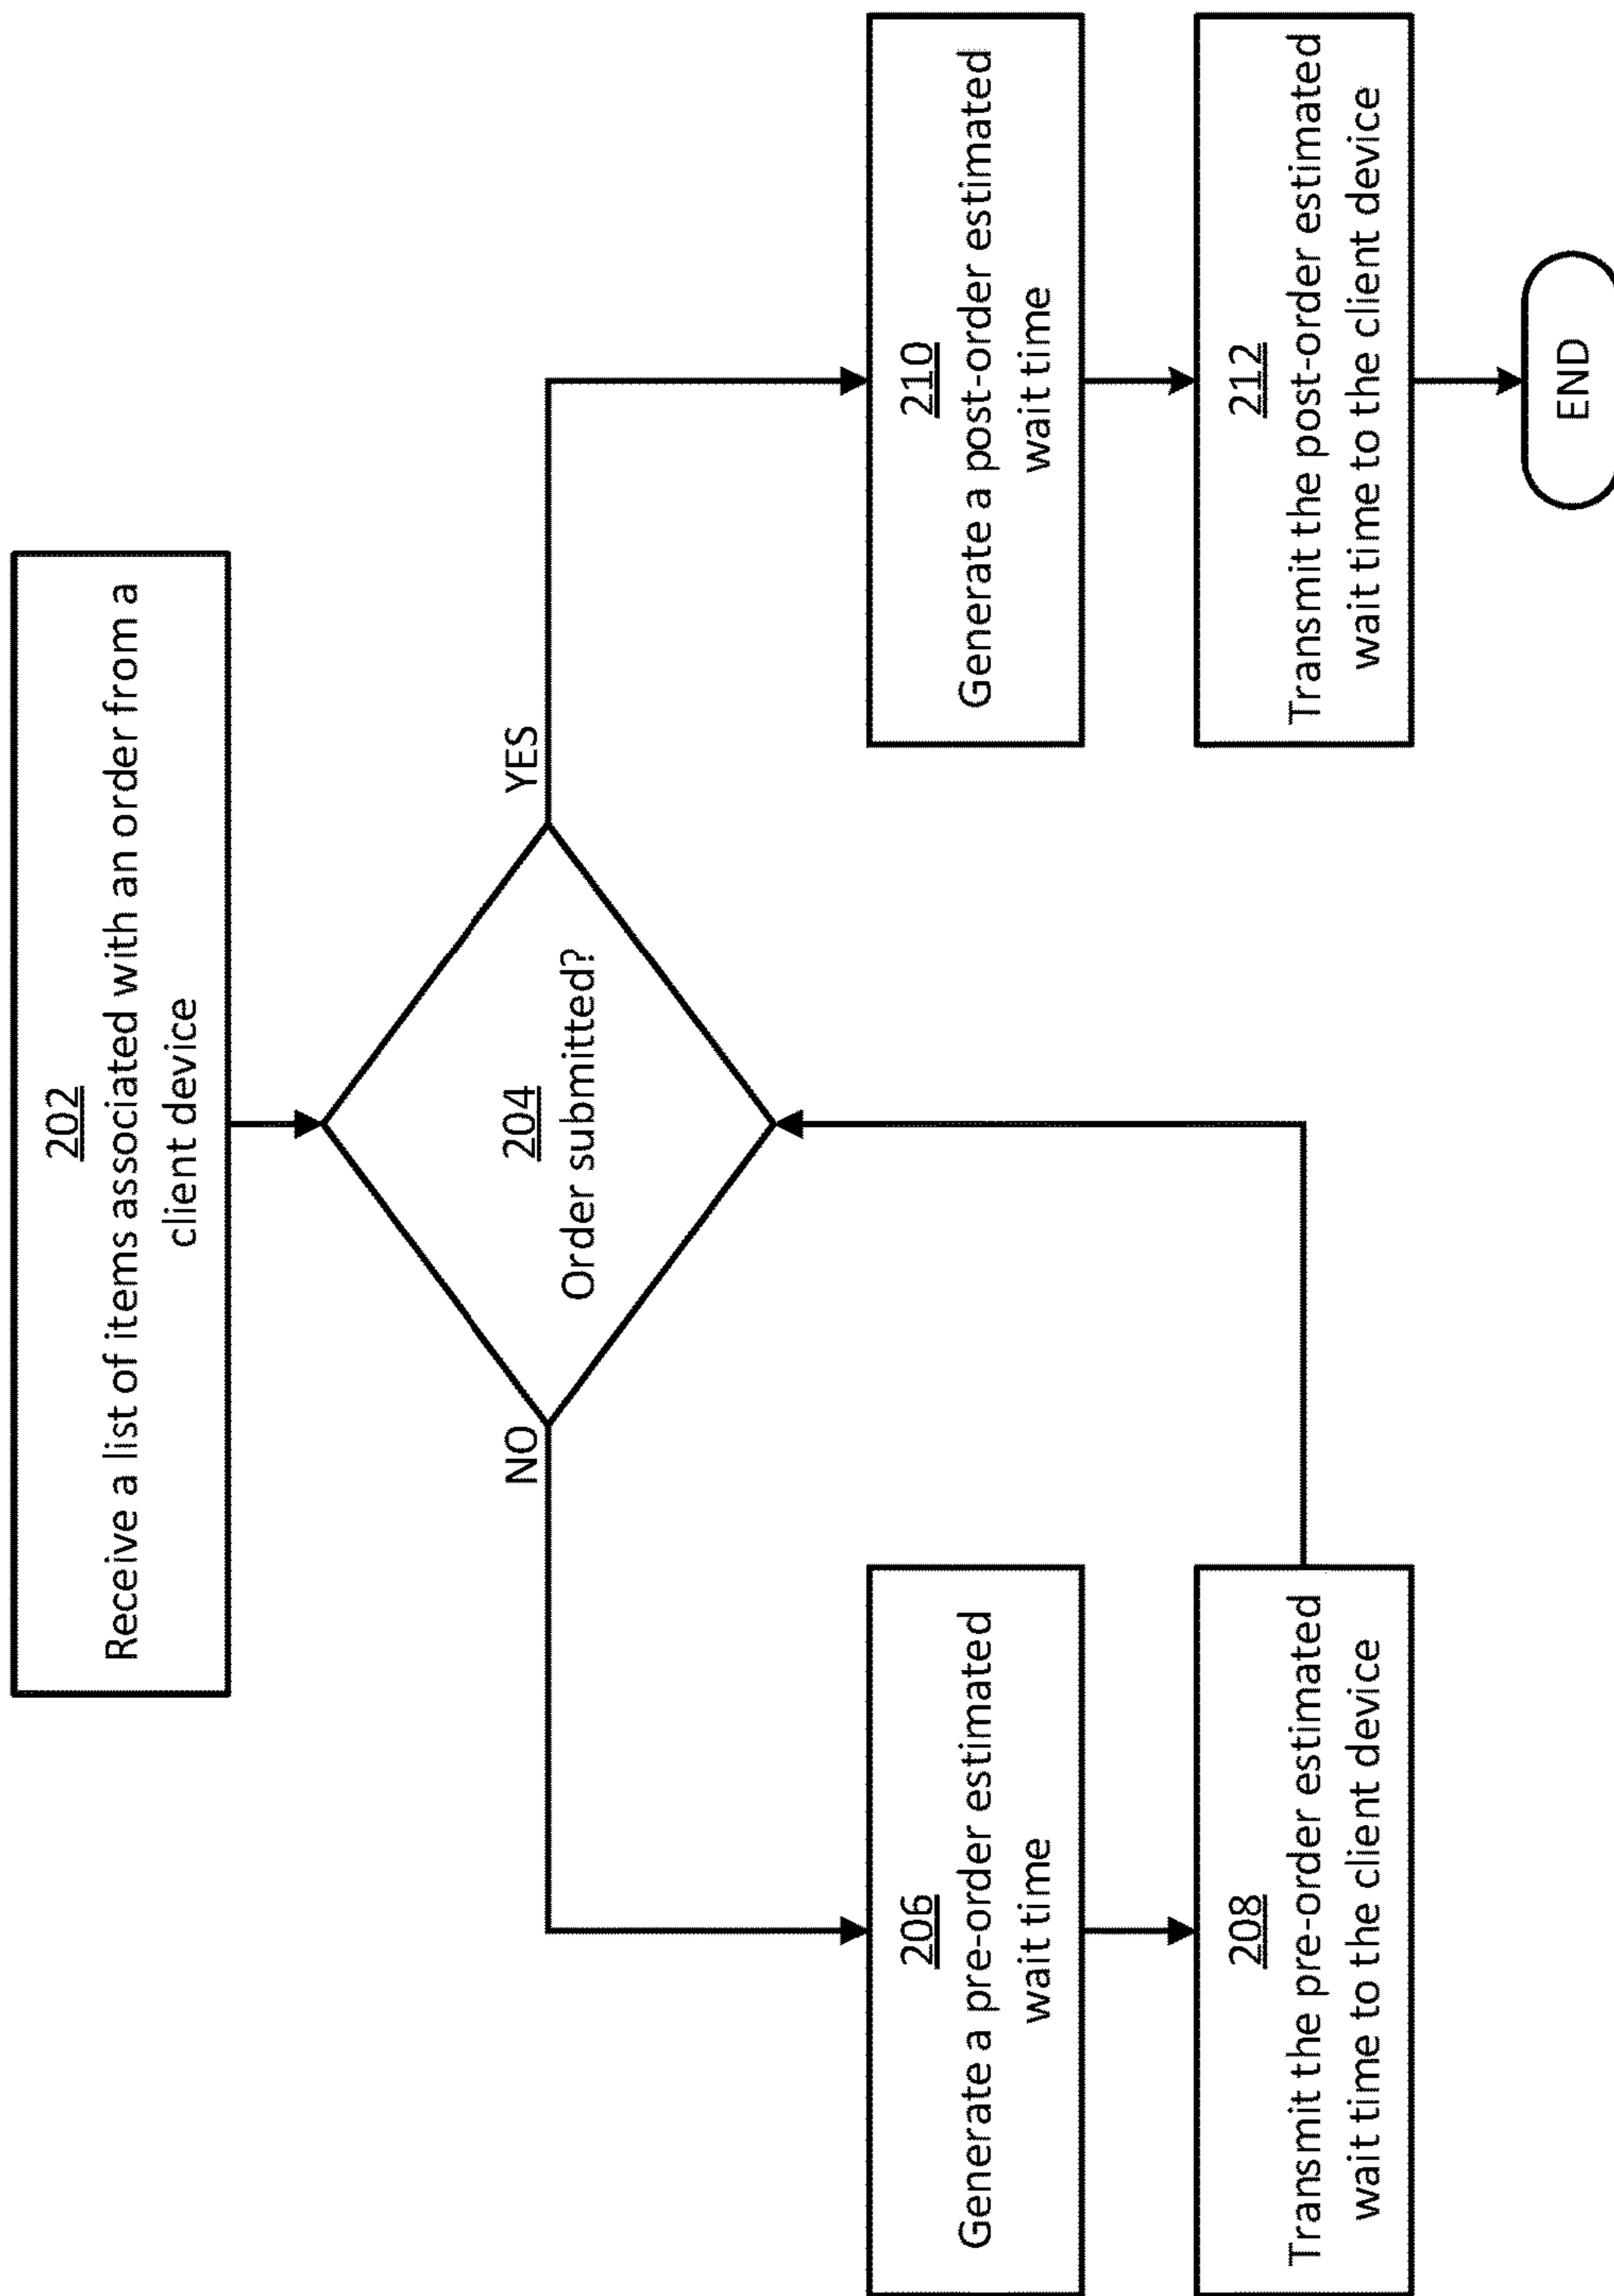 202
Receive a list of items associated with an order from a
client device
204
Order submitted?
NO
YES
206
Generate a pre-order estimated
wait time
208
Transmit the pre-order estimated
wait time to the client device
210
Generate a post-order estimated
wait time
212
Transmit the post-order estimated
wait time to the client device
END